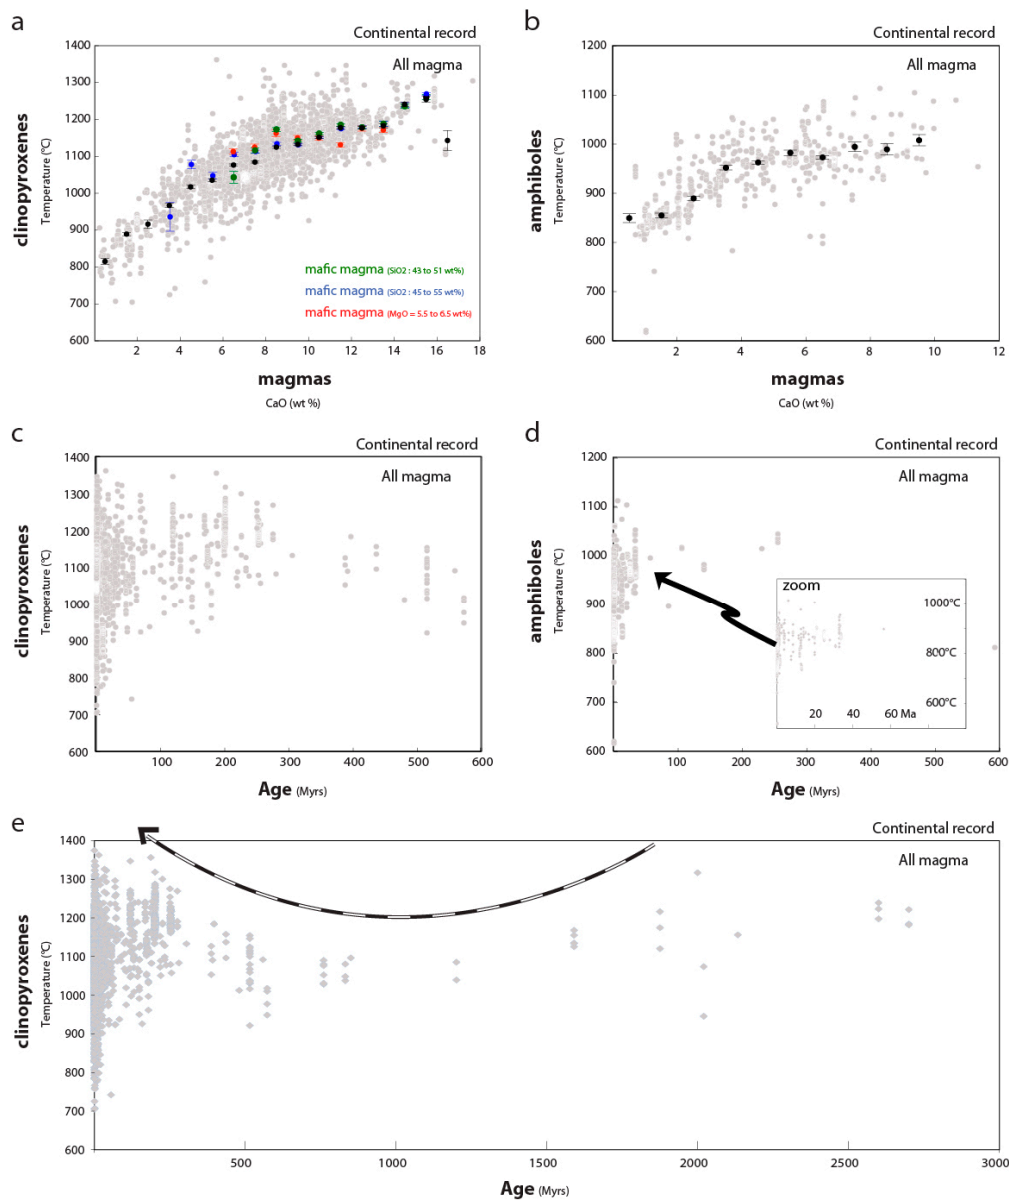 a
Continental record
1400
All magma
1300
1200
1100
1000
900
800
700
600
clinopyroxenes
Temperature (°C)
mafic magma (SiO2 : 43 to 51 wt%)
mafic magma (SiO2 : 45 to 55 wt%)
mafic magma (MgO = 5.5 to 6.5 wt%)
2 4 6 8 10 12 14 16 18
magmas
CaO (wt %)
b
Continental record
1200
All magma
1100
1000
900
800
700
600
amphiboles
Temperature (°C)
2 4 6 8 10 12
magmas
CaO (wt %)
c
Continental record
1400
All magma
1300
1200
1100
1000
900
800
700
600
clinopyroxenes
Temperature (°C)
100 200 300 400 500 600
Age (Myrs)
d
Continental record
1200
All magma
1100
1000
900
800
700
600
amphiboles
Temperature (°C)
zoom
1000°C
800°C
600°C
20 40 60 Ma
100 200 300 400 500 600
Age (Myrs)
e
Continental record
1400
All magma
1300
1200
1100
1000
900
800
700
600
clinopyroxenes
Temperature (°C)
500 1000 1500 2000 2500 3000
Age (Myrs)